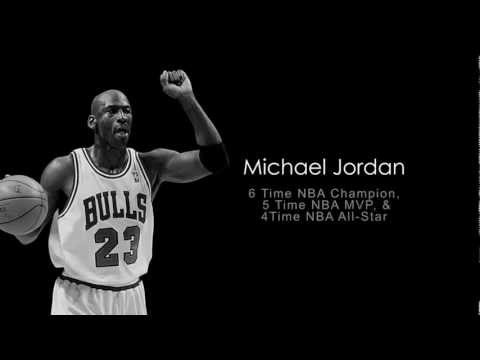 Michael Jordan
6 Time NBA Champion,
5 Time NBA MVP, &
4Time NBA All-Star
BULLS
23